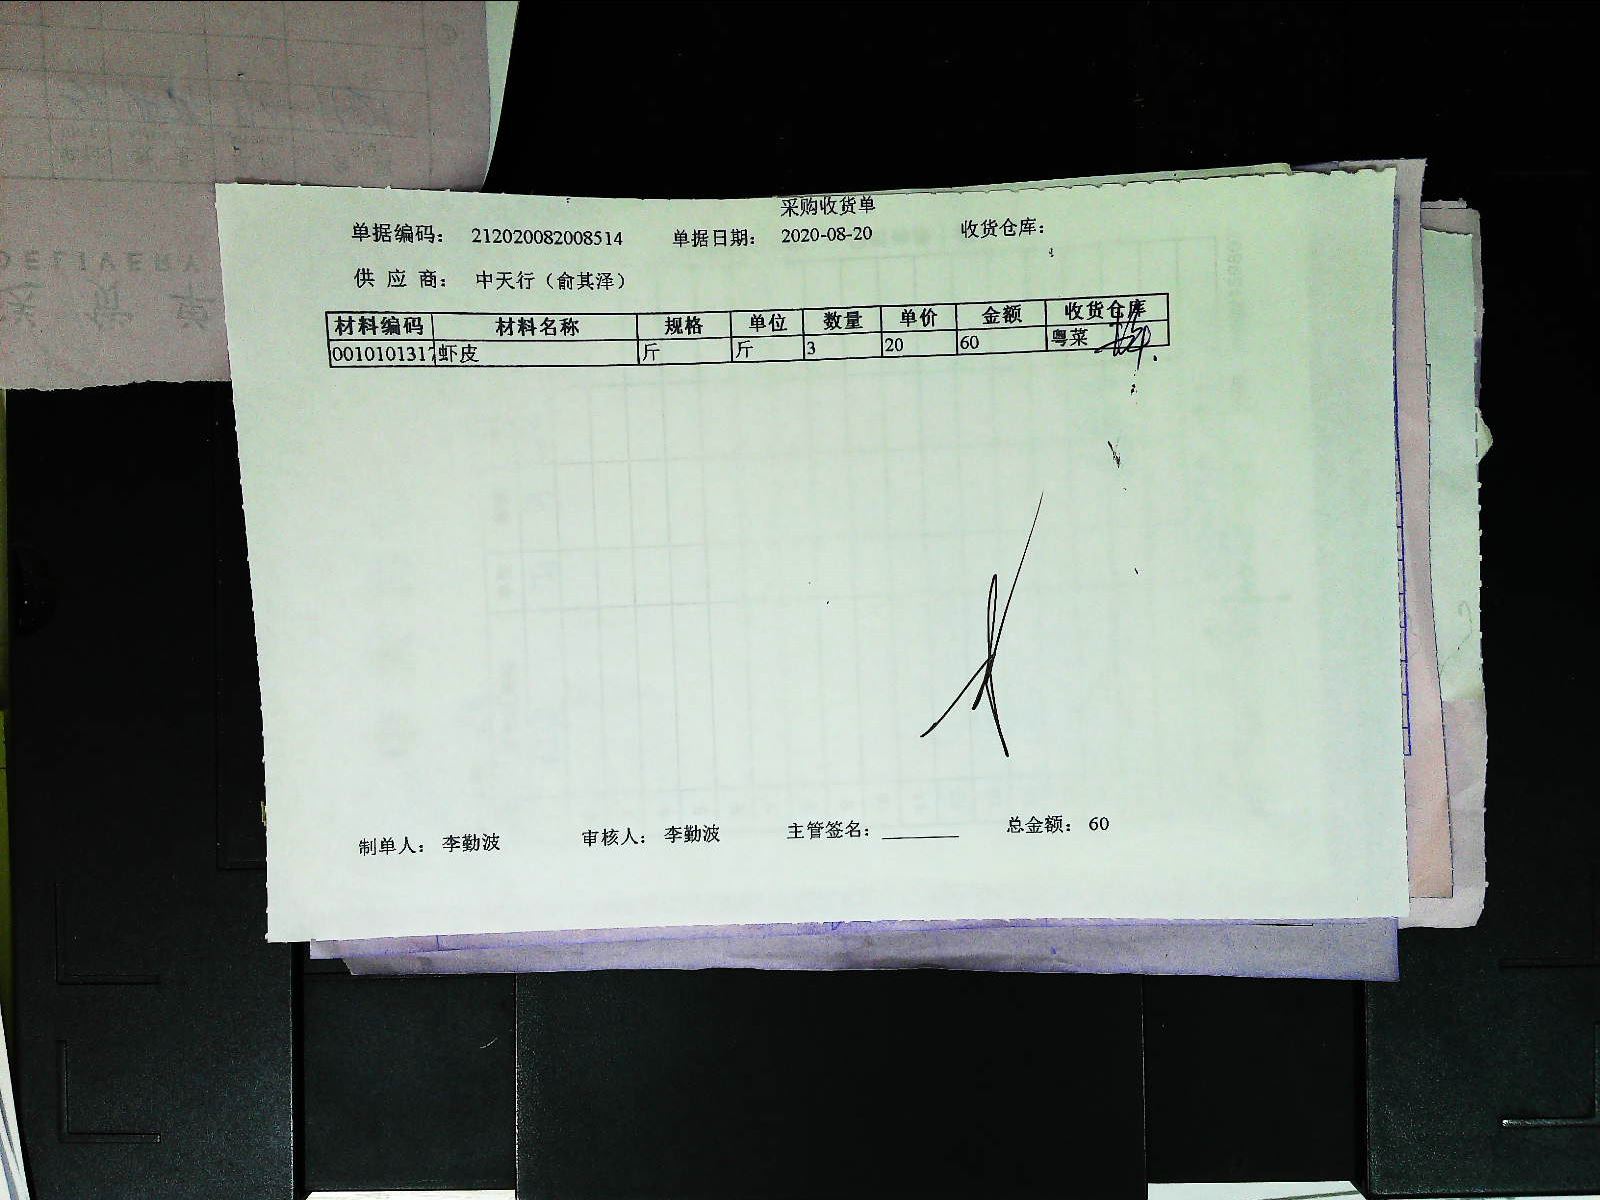 采购收货单
单据编码： 212020082008514 单据日期： 2020-08-20 收货仓库：
供 应 商： 中天行（俞其泽）
材料编码 材料名称 规格 单位 数量 单价 金额 收货仓库
0010101317 虾皮 斤 斤 3 20 60 粤菜
制单人： 李勤波 审核人： 李勤波 主管签名： 总金额： 60
DELIVERY
送 货 单